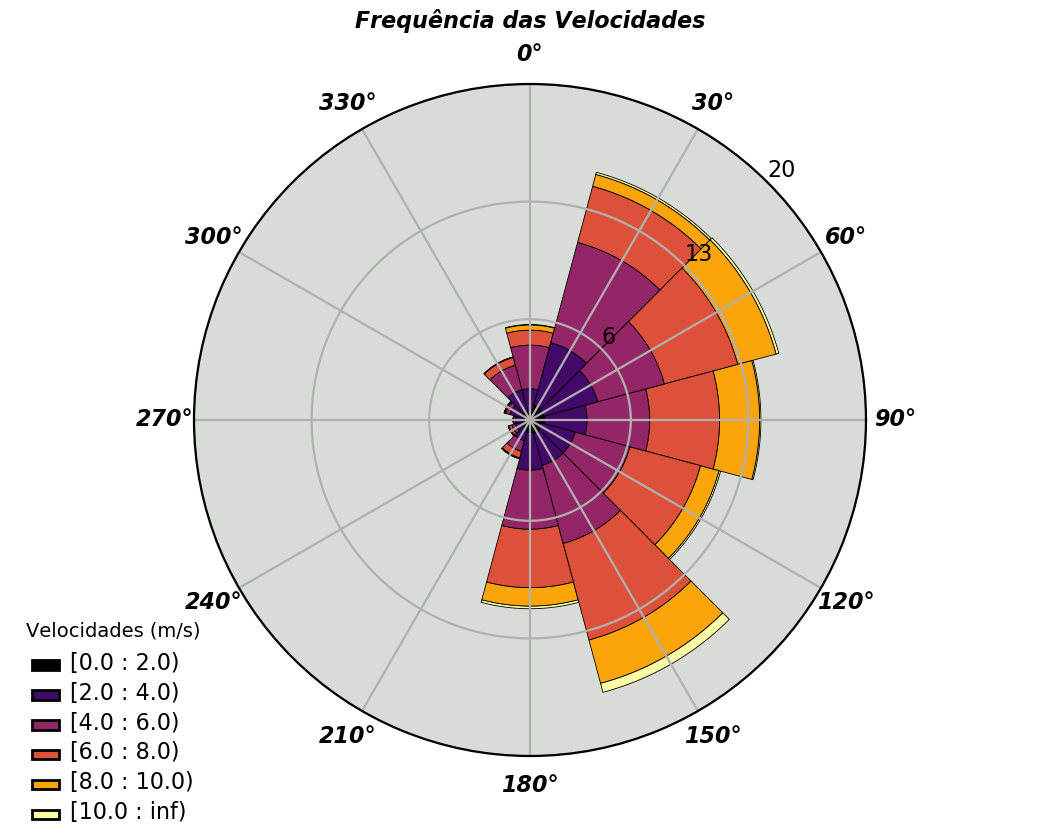 Frequência das Velocidades
0°
330°
30°
20
300°
60°
13
6
270°
90°
240°
120°
210°
150°
180°
Velocidades (m/s)
[0.0 : 2.0)
[2.0 : 4.0)
[4.0 : 6.0)
[6.0 : 8.0)
[8.0 : 10.0)
[10.0 : inf)